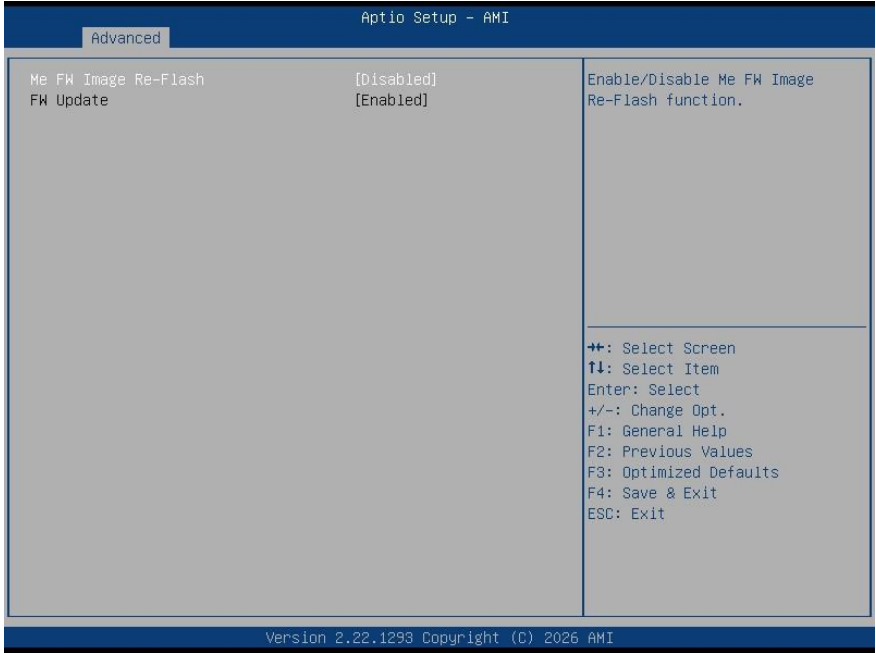 Aptio Setup - AMI
Advanced
Me FW Image Re-Flash [Disabled]
FW Update [Enabled]
Enable/Disable Me FW Image
Re-Flash function.
→←: Select Screen
↑↓: Select Item
Enter: Select
+/-: Change Opt.
F1: General Help
F2: Previous Values
F3: Optimized Defaults
F4: Save & Exit
ESC: Exit
Version 2.22.1293 Copyright (C) 2026 AMI